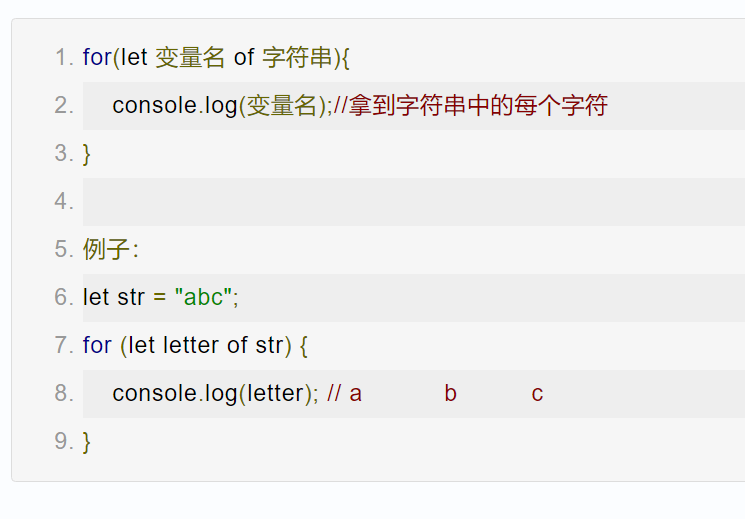 1. for(let 变量名 of 字符串){
2. console.log(变量名);//拿到字符串中的每个字符
3. }
4.
5. 例子：
6. let str = "abc";
7. for (let letter of str) {
8. console.log(letter); // a b c
9. }